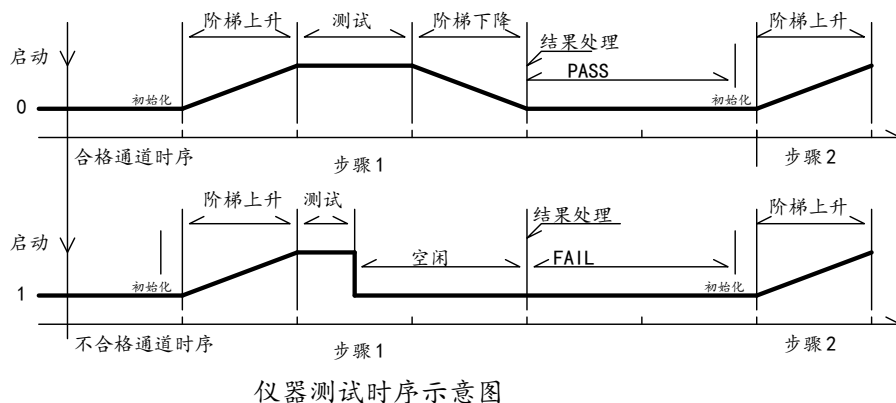 阶梯上升 测试 阶梯下降 阶梯上升
启动 结果处理
PASS
0 初始化 初始化
合格通道时序 步骤1 步骤2
阶梯上升 测试 阶梯上升
启动 结果处理
空闲 FAIL
1 初始化 初始化
不合格通道时序 步骤1 步骤2
仪器测试时序示意图